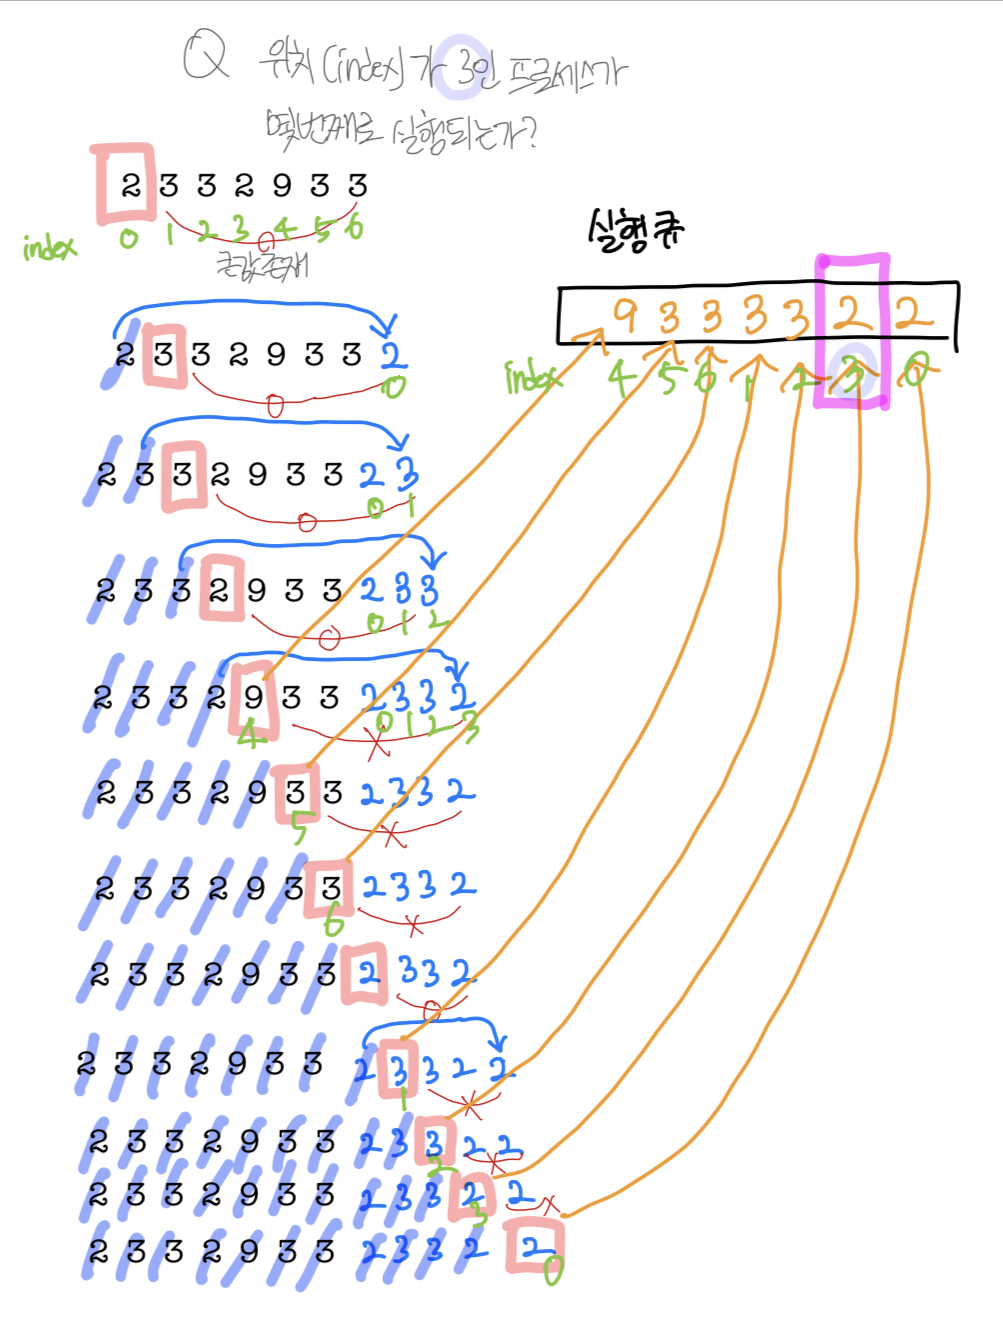 Q 위치(index)가 3인 프로세스가
몇번째로 실행되는가?
2 3 3 2 9 3 3
index 0 1 2 3 4 5 6
큰값존재
실행큐
9 3 3 3 3 2 2
index 4 5 6 1 2 3 0
2 3 3 2 9 3 3 2
0
2 3 3 2 9 3 3 2 3
0 1
2 3 3 2 9 3 3 2 3 3
0 1 2
2 3 3 2 9 3 3 2 3 3 2
4 0 1 2 3
2 3 3 2 9 3 3 2 3 3 2
5
2 3 3 2 9 3 3 2 3 3 2
6
2 3 3 2 9 3 3 2 3 3 2
2 3 3 2 9 3 3 2 3 3 2 2
1
2 3 3 2 9 3 3 2 3 3 2 2
2
2 3 3 2 9 3 3 2 3 3 2 2
3
2 3 3 2 9 3 3 2 3 3 2 2
0